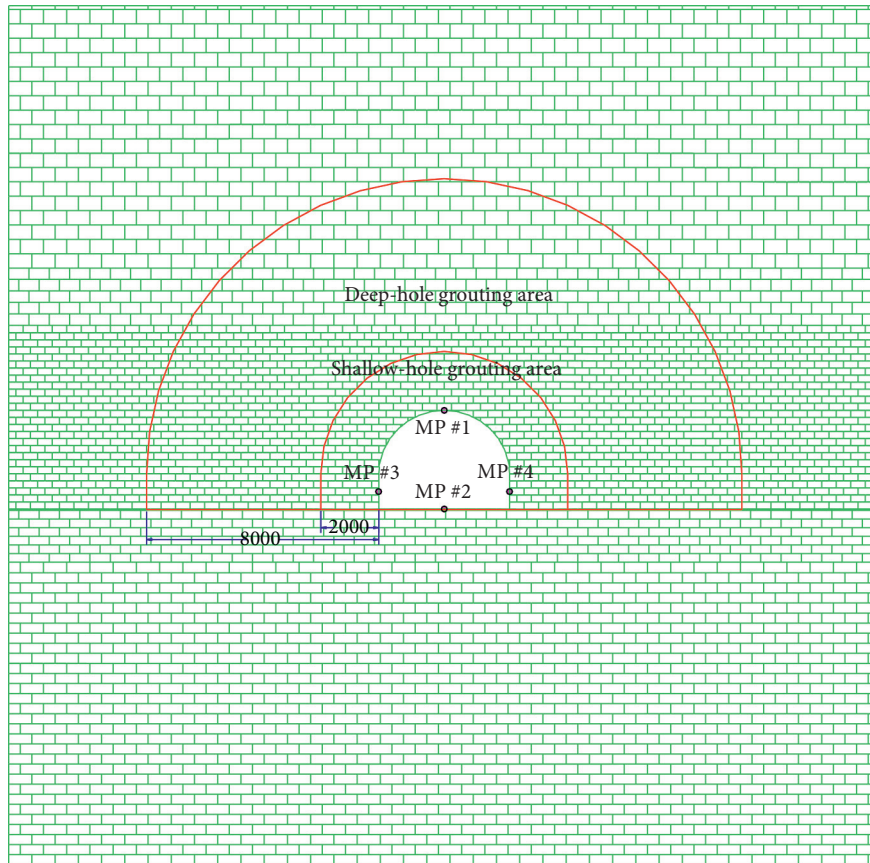 Deep-hole grouting area
Shallow-hole grouting area
MP #1
MP #3
MP #4
MP #2
2000
8000